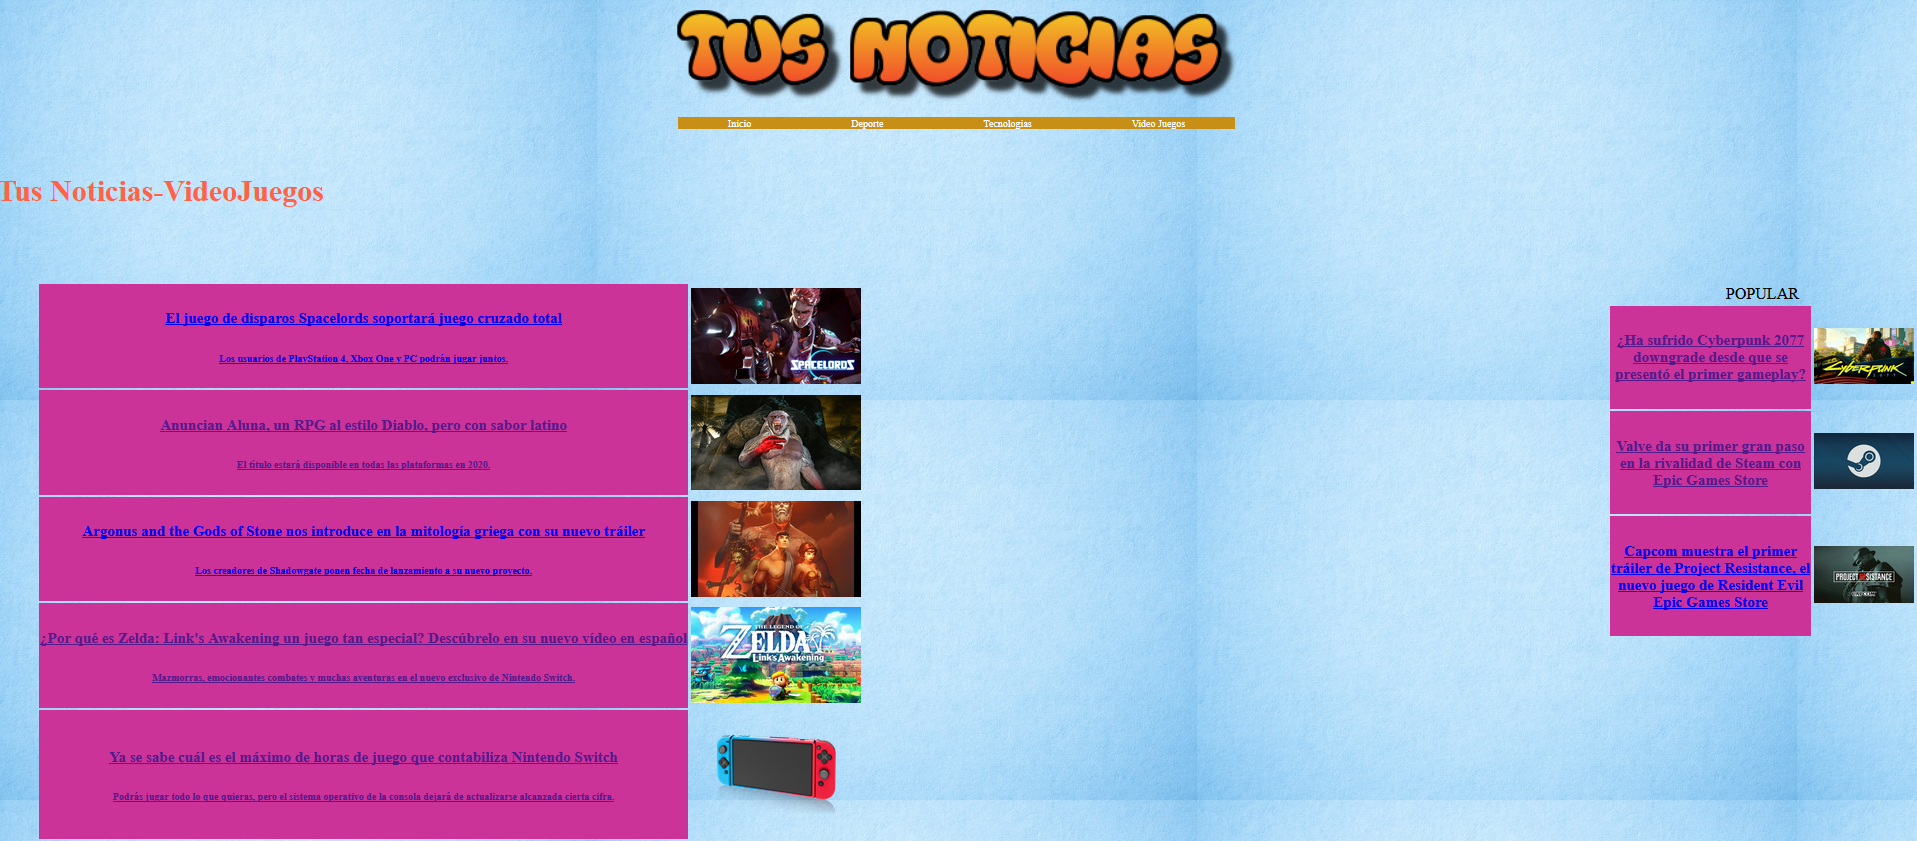 TUS NOTICIAS
Inicio Deporte Tecnologias Video Juegos
Tus Noticias-VideoJuegos
El juego de disparos Spacelords soportará juego cruzado total
Los usuarios de PlayStation 4, Xbox One y PC podrán jugar juntos.
SPACELORDS
Anuncian Aluna, un RPG al estilo Diablo, pero con sabor latino
El título estará disponible en todas las plataformas en 2020.
Argonus and the Gods of Stone nos introduce en la mitología griega con su nuevo tráiler
Los creadores de Shadowgate ponen fecha de lanzamiento a su nuevo proyecto.
¿Por qué es Zelda: Link's Awakening un juego tan especial? Descúbrelo en su nuevo vídeo en español
Mazmorras, emocionantes combates y muchas aventuras en el nuevo exclusivo de Nintendo Switch.
THE LEGEND OF
ZELDA
Link's Awakening
Ya se sabe cuál es el máximo de horas de juego que contabiliza Nintendo Switch
Podrás jugar todo lo que quieras, pero el sistema operativo de la consola dejará de actualizarse alcanzada cierta cifra.
POPULAR
¿Ha sufrido Cyberpunk 2077
downgrade desde que se
presentó el primer gameplay?
Cyberpunk
2077
Valve da su primer gran paso
en la rivalidad de Steam con
Epic Games Store
Capcom muestra el primer
tráiler de Project Resistance, el
nuevo juego de Resident Evil
Epic Games Store
PROJECT RESISTANCE
CAPCOM